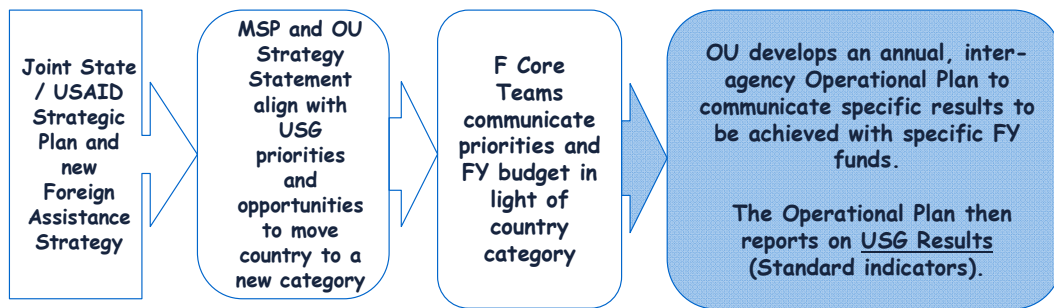 Joint State
/ USAID
Strategic
Plan and
new
Foreign
Assistance
Strategy
MSP and OU
Strategy
Statement
align with
USG
priorities
and
opportunities
to move
country to a
new category
F Core
Teams
communicate
priorities and
FY budget in
light of
country
category
OU develops an annual, inter-
agency Operational Plan to
communicate specific results to
be achieved with specific FY
funds.
The Operational Plan then
reports on USG Results
(Standard indicators).